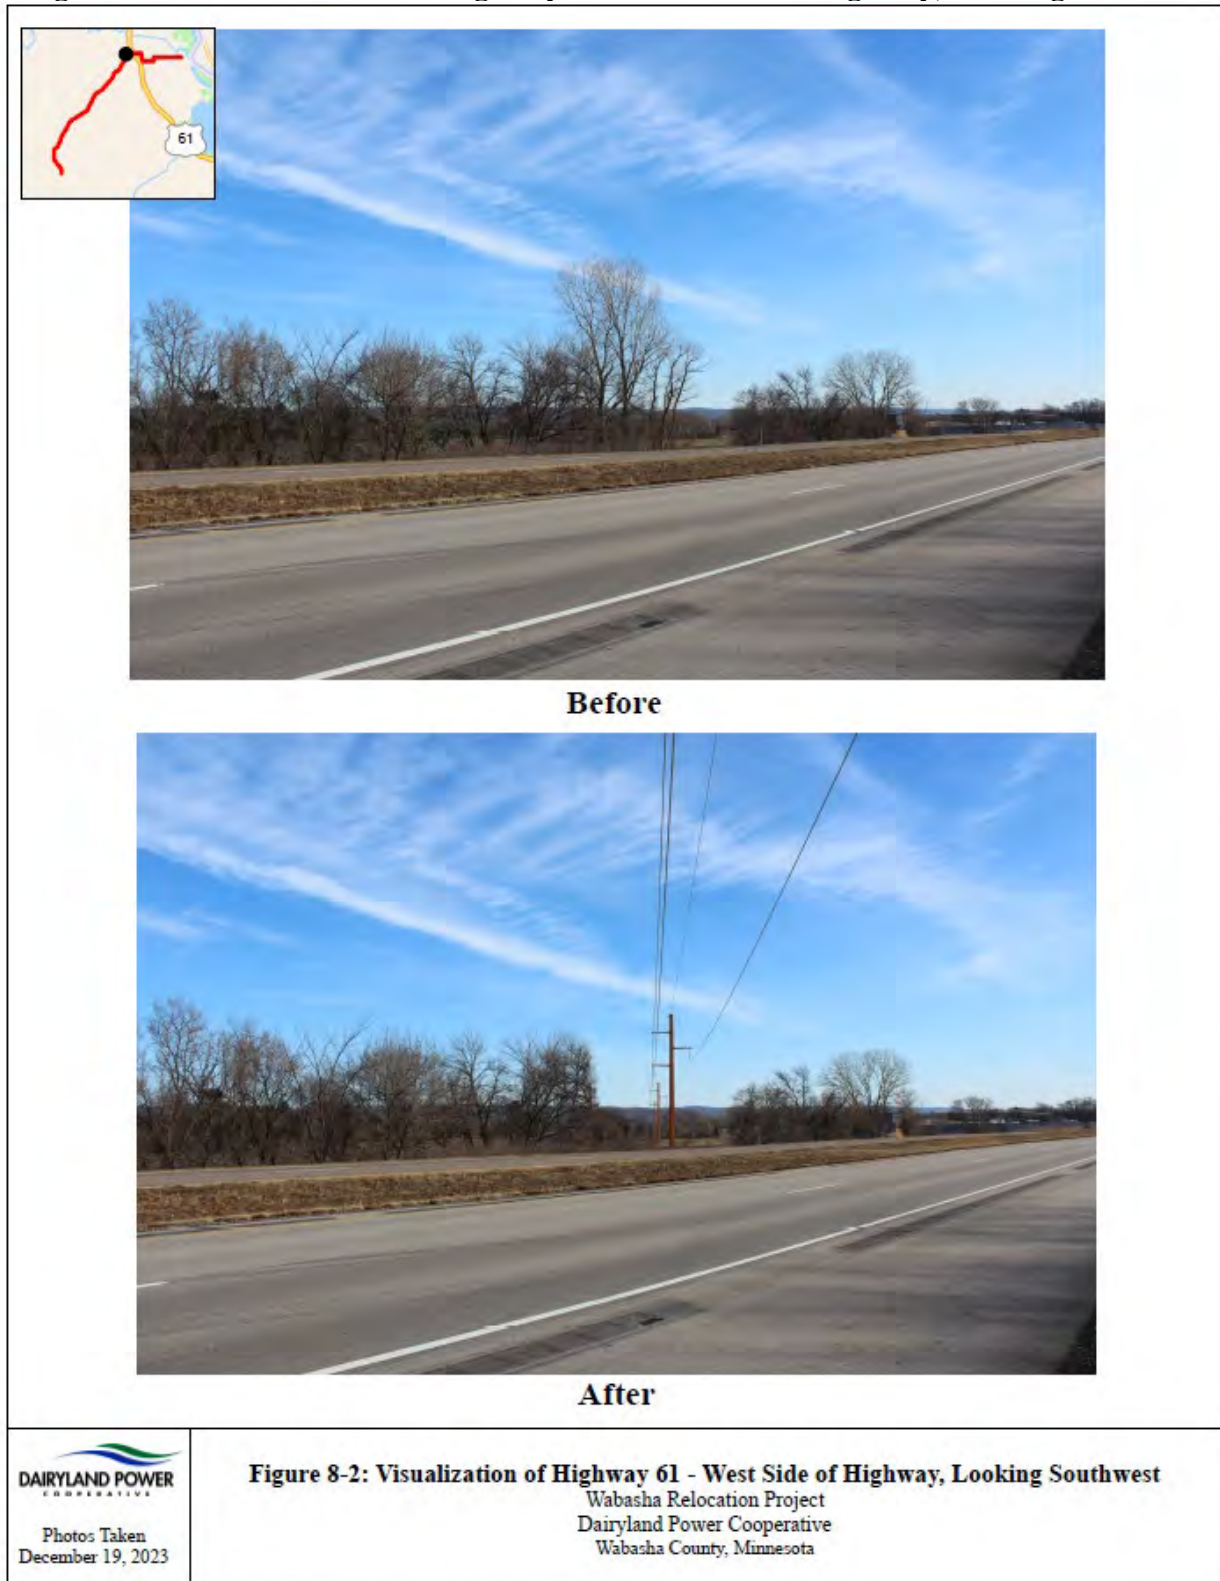 61
Before
After
DAIRYLAND POWER
COOPERATIVE
Photos Taken
December 19, 2023
Figure 8-2: Visualization of Highway 61 - West Side of Highway, Looking Southwest
Wabasha Relocation Project
Dairyland Power Cooperative
Wabasha County, Minnesota